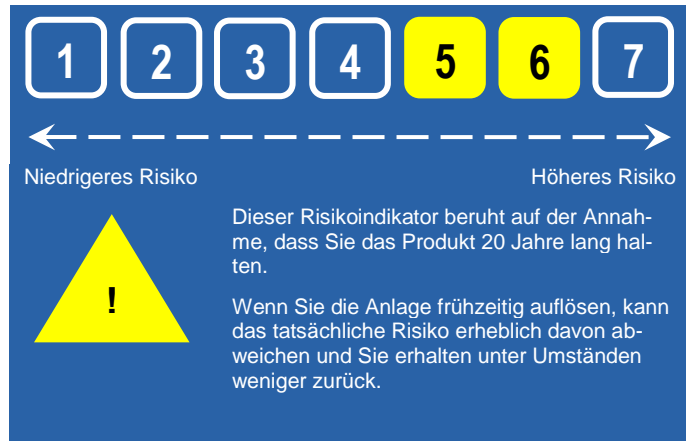 1 2 3 4 5 6 7
Niedrigeres Risiko Höheres Risiko
Dieser Risikoindikator beruht auf der Annah-
me, dass Sie das Produkt 20 Jahre lang hal-
ten.
!
Wenn Sie die Anlage frühzeitig auflösen, kann
das tatsächliche Risiko erheblich davon ab-
weichen und Sie erhalten unter Umständen
weniger zurück.